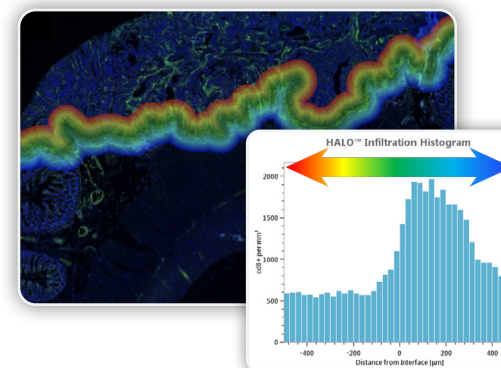 HALO™ Infiltration Histogram
2000
1500
1000
500
0
cd8+ per mm²
-400 -200 0 200 400
Distance from Interface [µm]